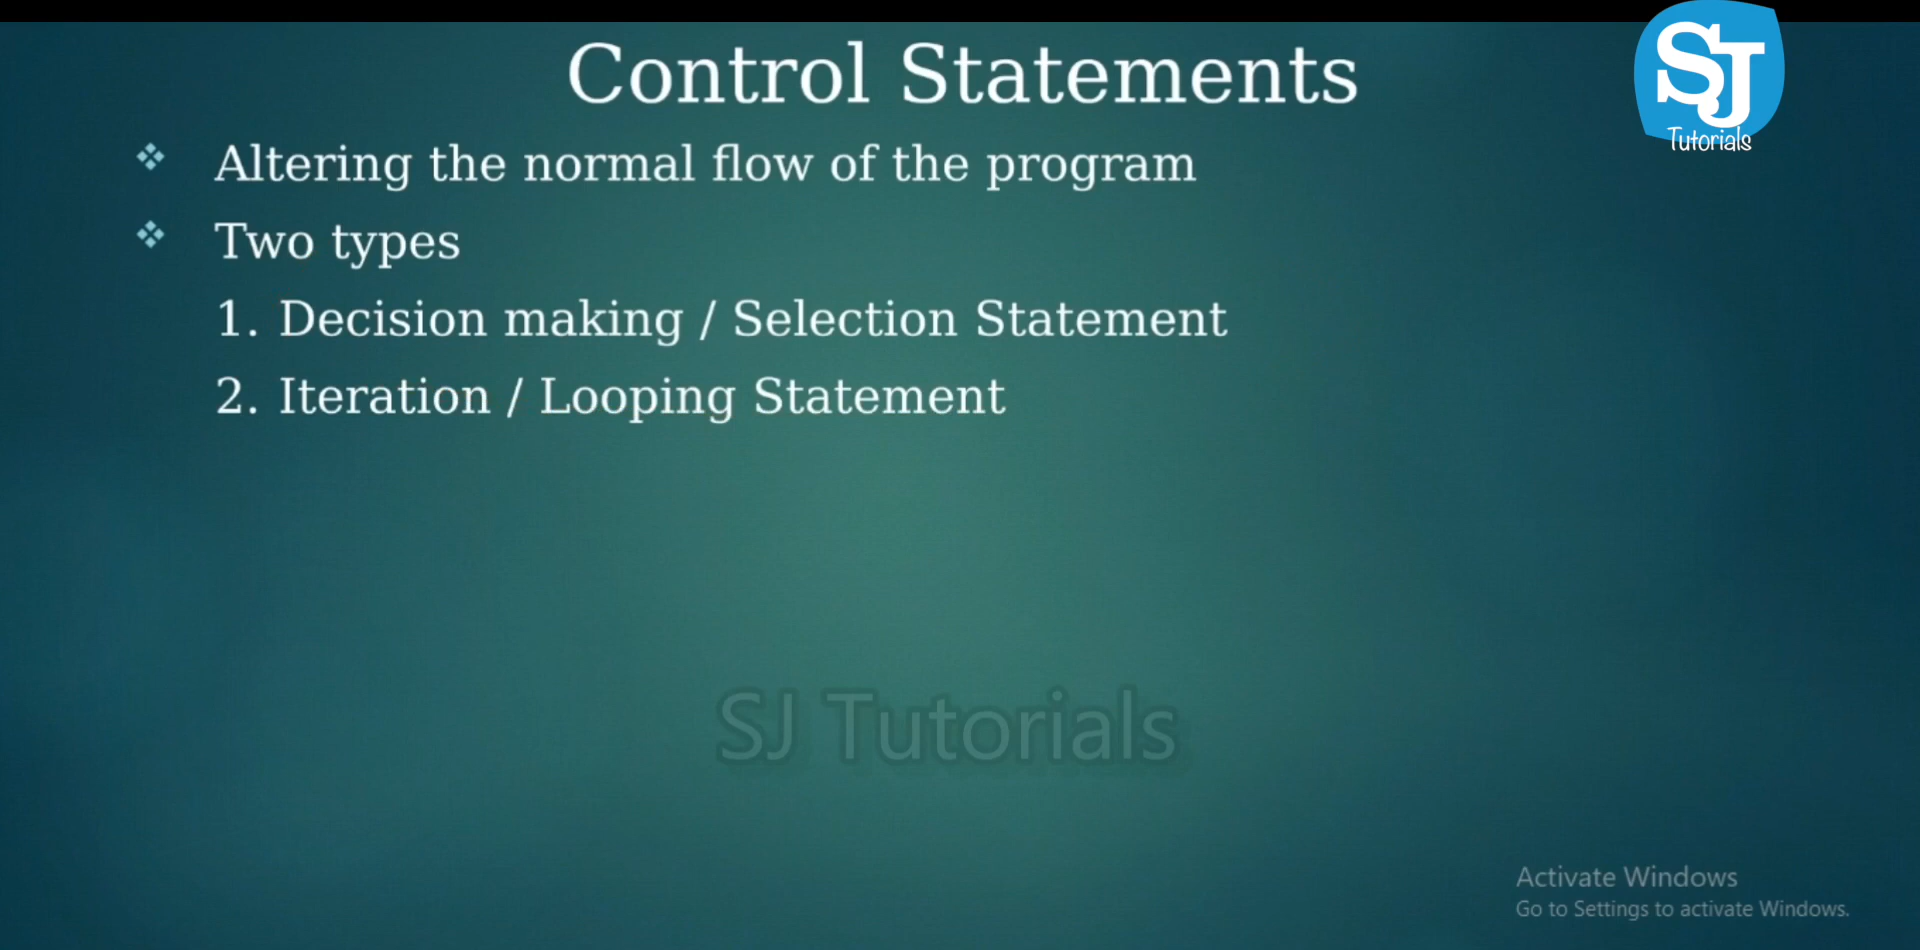 Control Statements
SJ
Tutorials
❖ Altering the normal flow of the program
❖ Two types
1. Decision making / Selection Statement
2. Iteration / Looping Statement
SJ Tutorials
Activate Windows
Go to Settings to activate Windows.